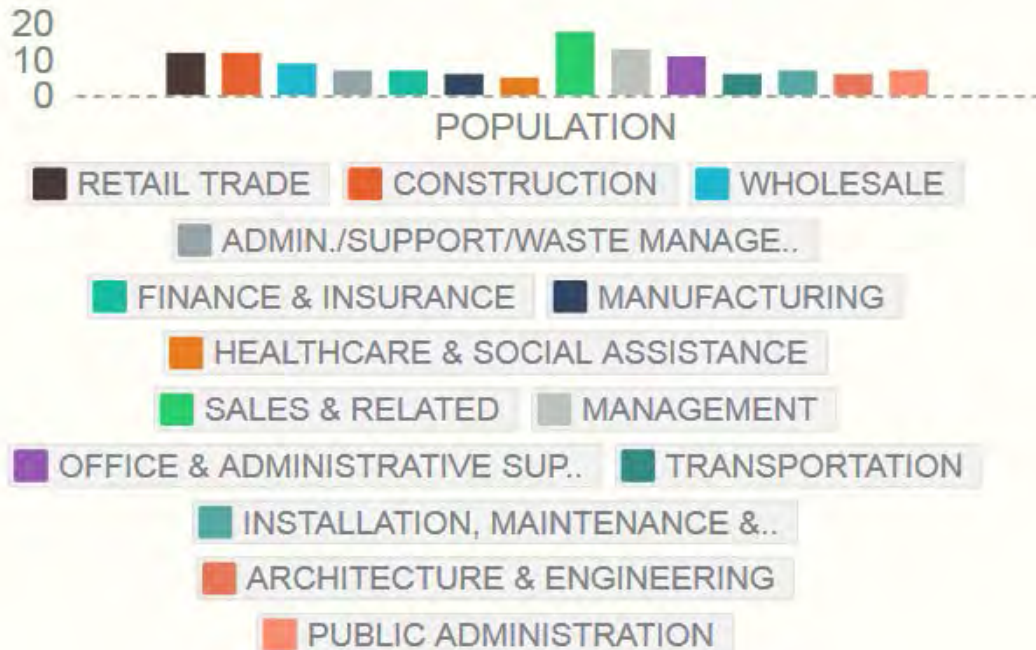 20
10
0
POPULATION
RETAIL TRADE CONSTRUCTION WHOLESALE
ADMIN./SUPPORT/WASTE MANAGE..
FINANCE & INSURANCE MANUFACTURING
HEALTHCARE & SOCIAL ASSISTANCE
SALES & RELATED MANAGEMENT
OFFICE & ADMINISTRATIVE SUP.. TRANSPORTATION
INSTALLATION, MAINTENANCE &..
ARCHITECTURE & ENGINEERING
PUBLIC ADMINISTRATION